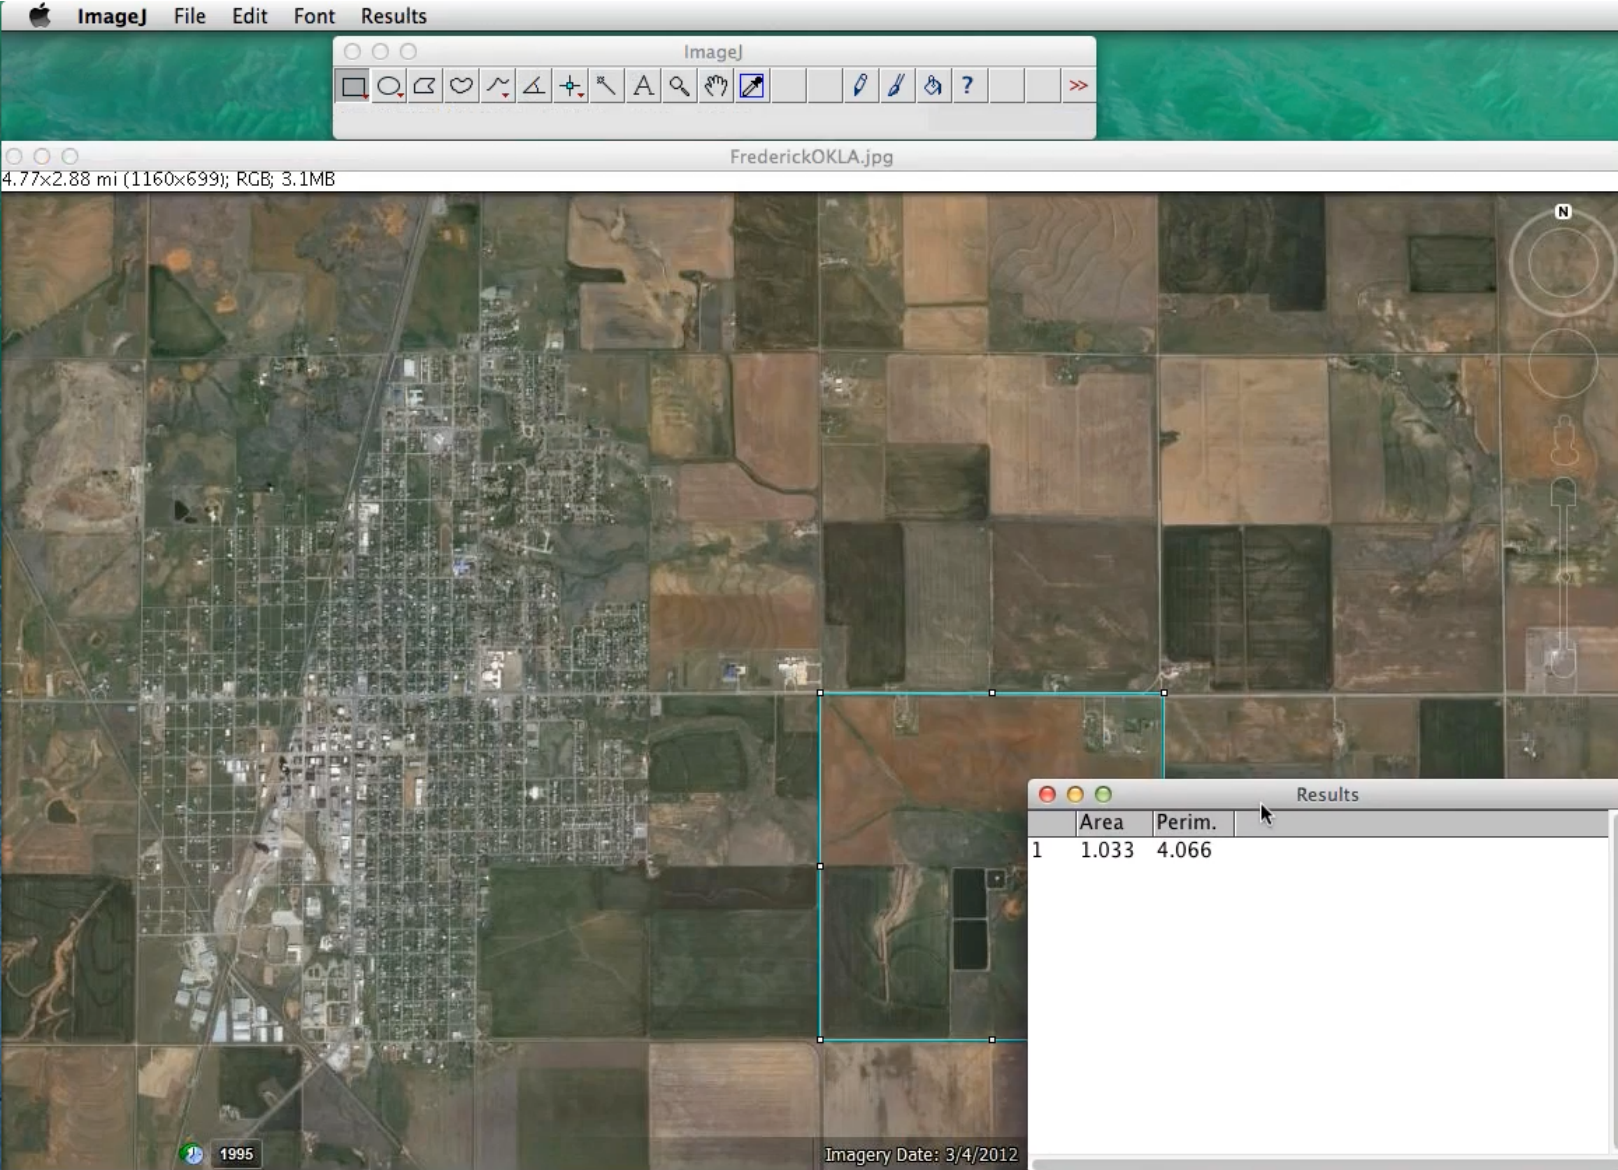 ImageJ File Edit Font Results
ImageJ
A ? >>
FrederickOKLA.jpg
4.77x2.88 mi (1160x699); RGB; 3.1MB
N
Results
Area Perim.
1 1.033 4.066
1995
Imagery Date: 3/4/2012